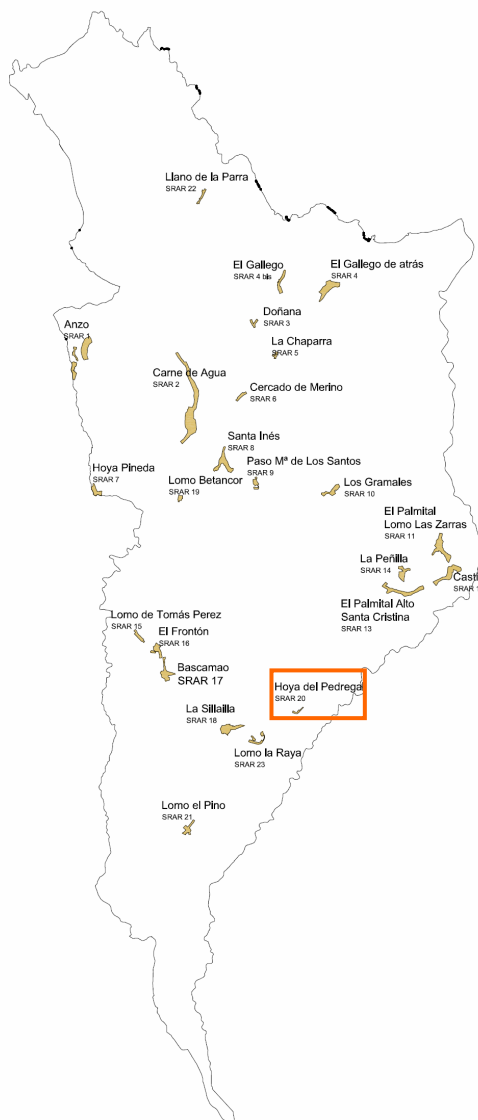 Llano de la Parra
SRAR 22
El Gallego
SRAR 4 bis
El Gallego de atrás
SRAR 4
Doñana
SRAR 3
Anzo
SRAR 1
La Chaparra
SRAR 5
Carne de Agua
SRAR 2
Cercado de Merino
SRAR 6
Santa Inés
SRAR 8
Hoya Pineda
SRAR 7
Lomo Betancor
SRAR 19
Paso Mª de Los Santos
SRAR 9
Los Gramales
SRAR 10
El Palmital
Lomo Las Zarras
SRAR 11
La Peñilla
SRAR 14
Casti
SRAR 1
El Palmital Alto
Santa Cristina
SRAR 13
Lomo de Tomás Perez
SRAR 15
El Frontón
SRAR 16
Bascamao
SRAR 17
Hoya del Pedrega
SRAR 20
La Sillailla
SRAR 18
Lomo la Raya
SRAR 23
Lomo el Pino
SRAR 21